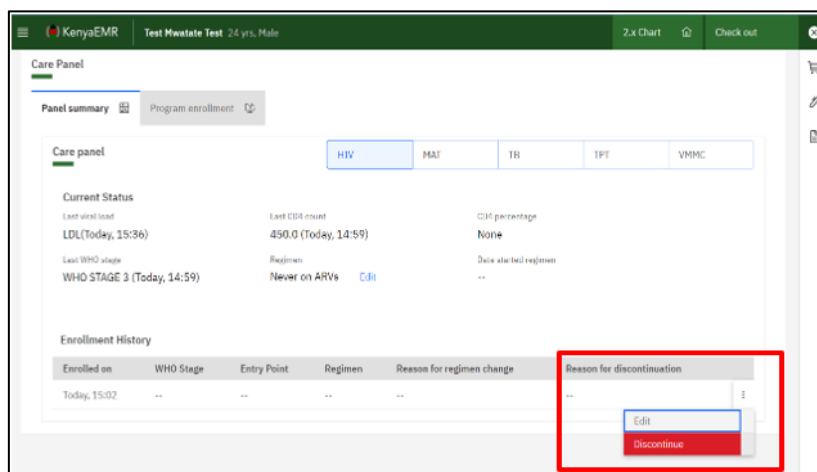 KenyaEMR Test Mwatate Test 24 yrs, Male 2.x Chart Check out
Care Panel
Panel summary Program enrollment
Care panel HIV MAT TB TPT VMMC
Current Status
Last viral load Last CD4 count CD4 percentage
LDL(Today, 15:36) 450.0 (Today, 14:59) None
Last WHO stage Regimen Date started regimen
WHO STAGE 3 (Today, 14:59) Never on ARVs Edit --
Enrollment History
Enrolled on WHO Stage Entry Point Regimen Reason for regimen change Reason for discontinuation
Today, 15:02 -- -- -- -- --
Edit
Discontinue